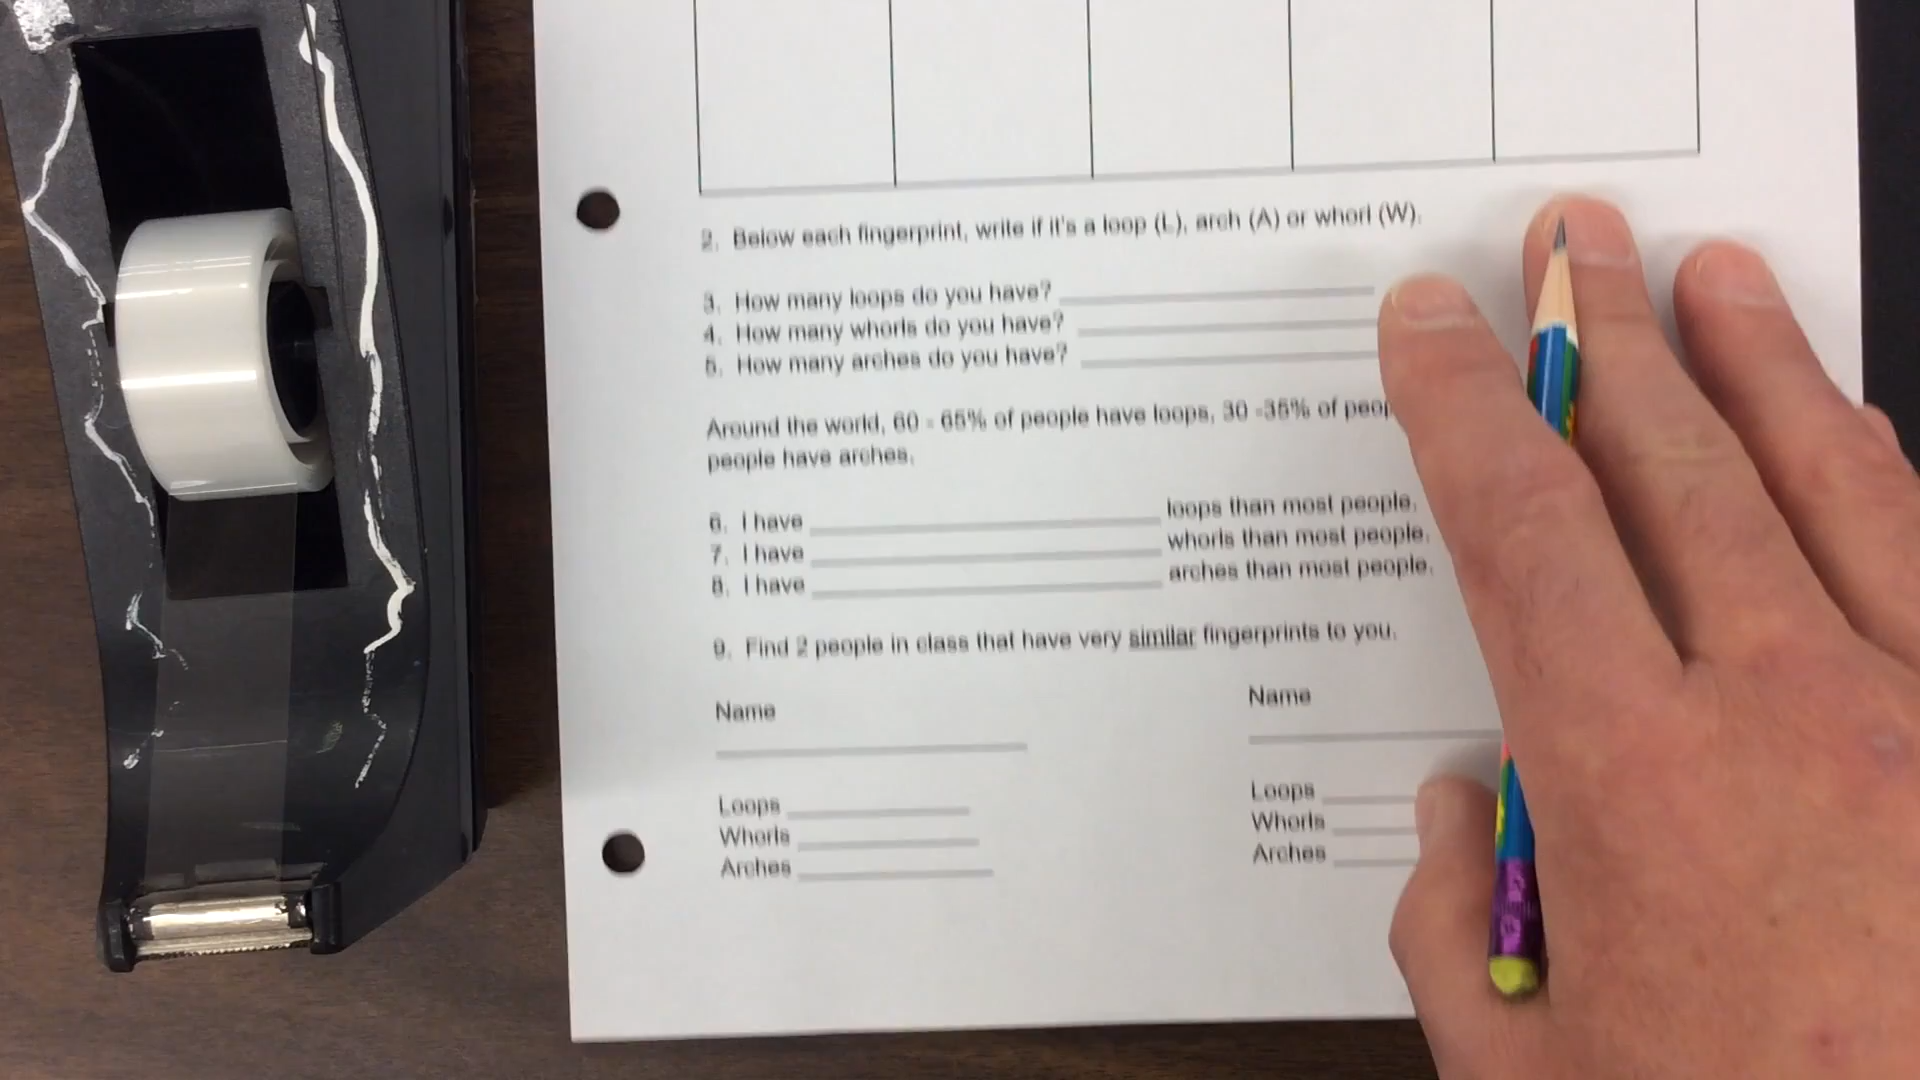 2. Below each fingerprint, write if it's a loop (L), arch (A) or whorl (W).
3. How many loops do you have?
4. How many whorls do you have?
5. How many arches do you have?
Around the world, 60 - 65% of people have loops, 30 -35% of
people have arches.
6. I have loops than most people.
7. I have whorls than most people.
8. I have arches than most people.
9. Find 2 people in class that have very similar fingerprints to you.
Name Name
Loops Loops
Whorls Whorls
Arches Arches